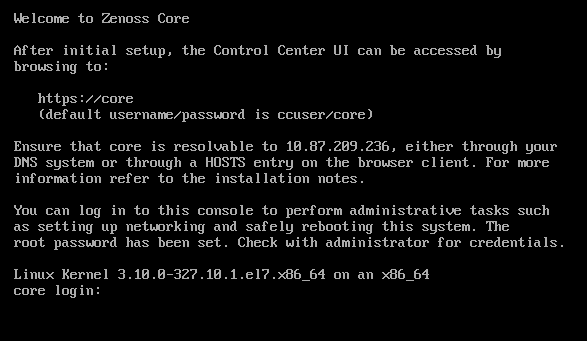 Welcome to Zenoss Core
After initial setup, the Control Center UI can be accessed by
browsing to:
https://core
(default username/password is ccuser/core)
Ensure that core is resolvable to 10.87.209.236, either through your
DNS system or through a HOSTS entry on the browser client. For more
information refer to the installation notes.
You can log in to this console to perform administrative tasks such
as setting up networking and safely rebooting this system. The
root password has been set. Check with administrator for credentials.
Linux Kernel 3.10.0-327.10.1.el7.x86_64 on an x86_64
core login: